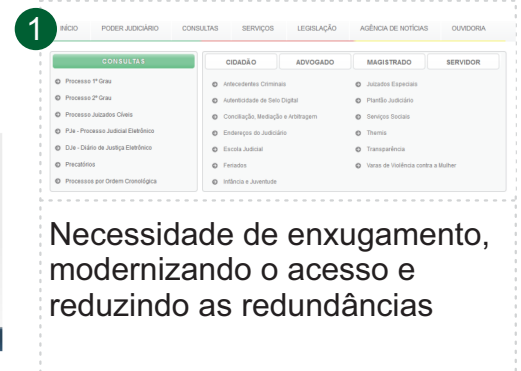 1
INÍCIO PODER JUDICIÁRIO CONSULTAS SERVIÇOS LEGISLAÇÃO AGÊNCIA DE NOTÍCIAS OUVIDORIA
CONSULTAS
Processo 1º Grau
Processo 2º Grau
Processo Juizados Cíveis
PJe - Processo Judicial Eletrônico
DJe - Diário de Justiça Eletrônico
Precatórios
Processos por Ordem Cronológica
CIDADÃO ADVOGADO MAGISTRADO SERVIDOR
Antecedentes Criminais
Autenticidade de Selo Digital
Conciliação, Mediação e Arbitragem
Endereços do Judiciário
Escola Judicial
Feriados
Infância e Juventude
Juizados Especiais
Plantão Judiciário
Serviços Sociais
Themis
Transparência
Varas de Violência contra a Mulher
Necessidade de enxugamento,
modernizando o acesso e
reduzindo as redundâncias